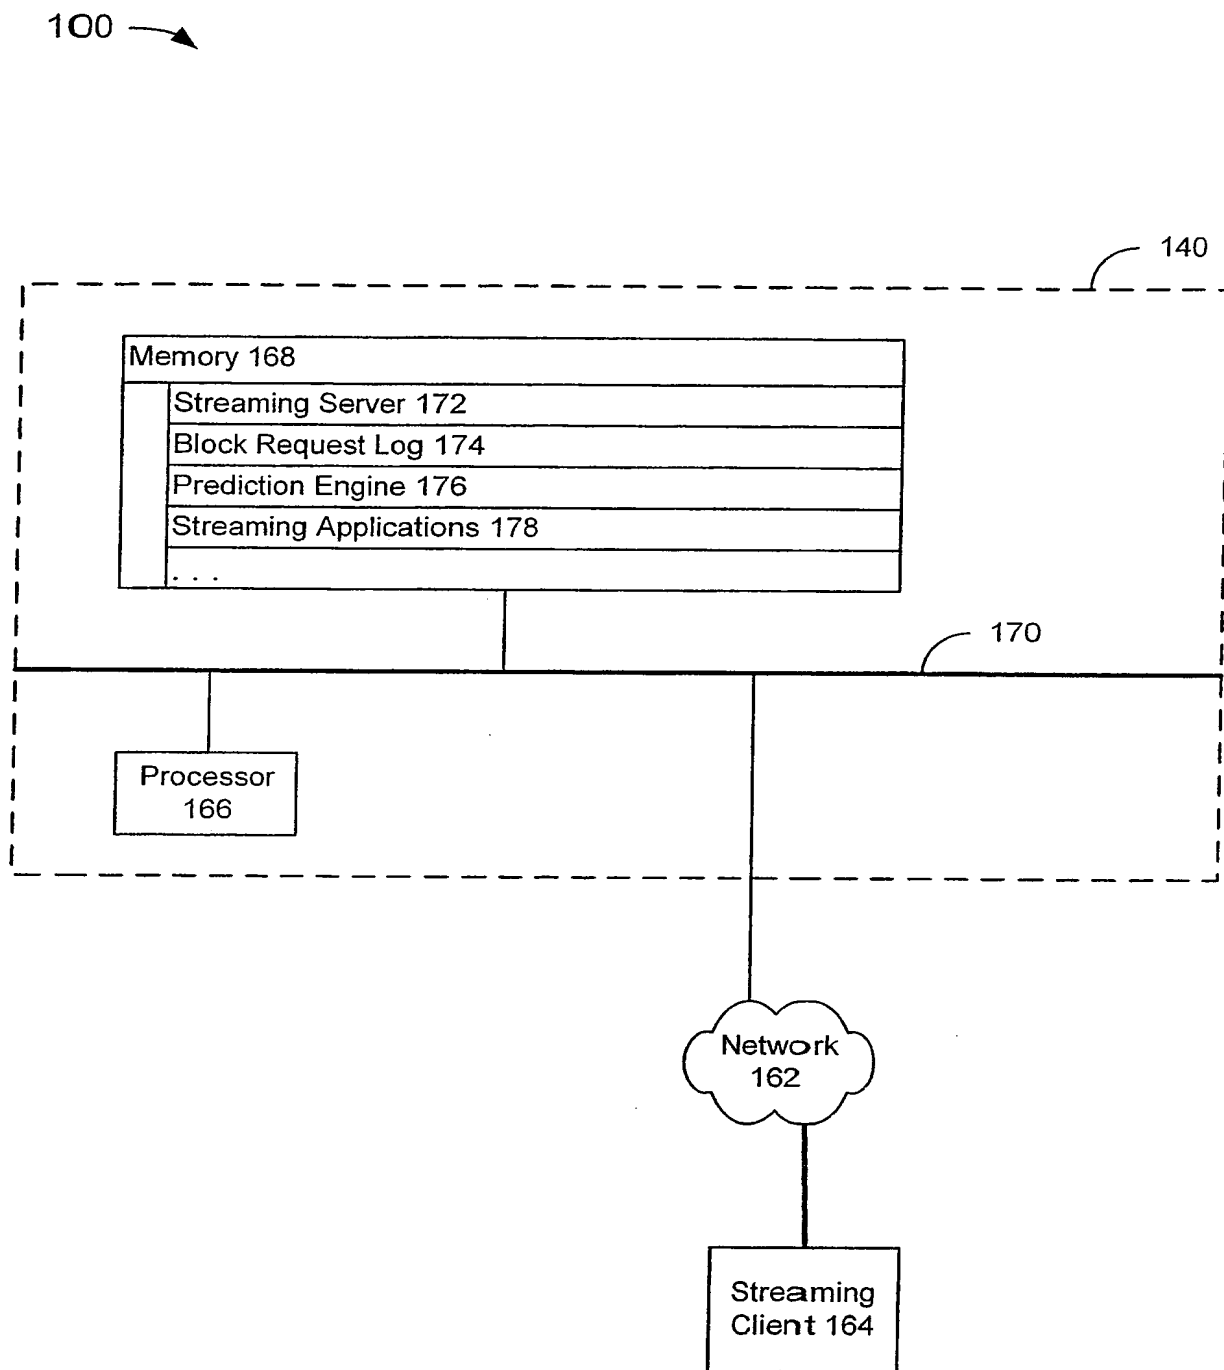 100
140
Memory 168
Streaming Server 172
Block Request Log 174
Prediction Engine 176
Streaming Applications 178
. . .
170
Processor
166
Network
162
Streaming
Client 164